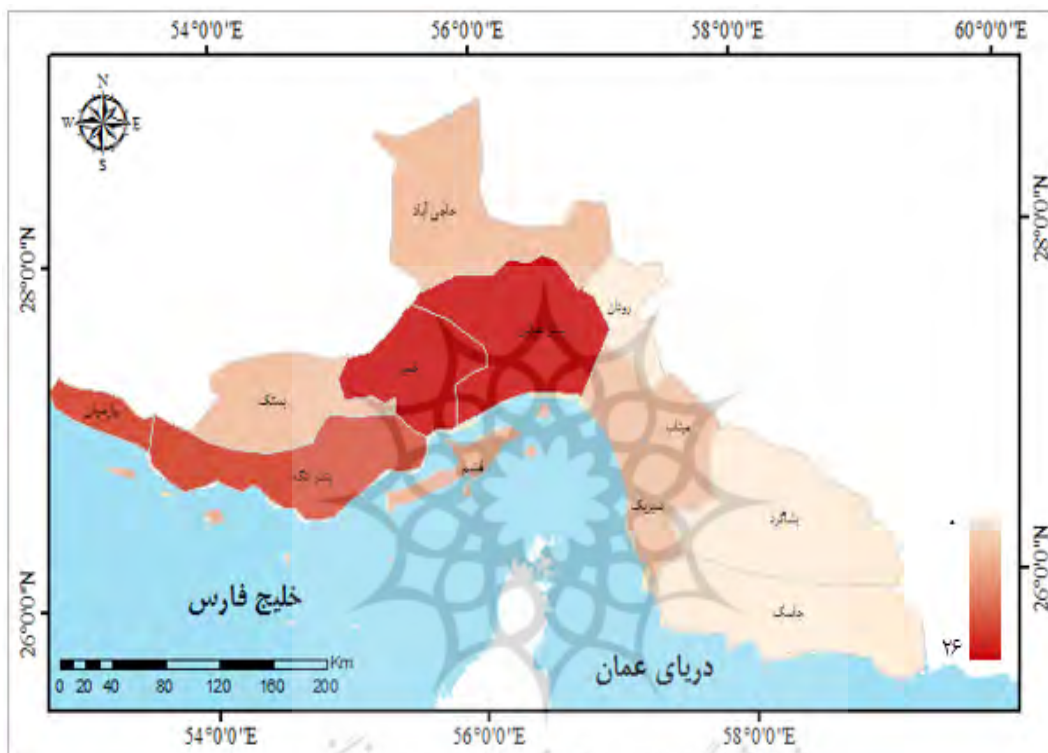 54°0'0"E 56°0'0"E 58°0'0"E 60°0'0"E
N
W E
S
28°0'0"N
28°0'0"N
26°0'0"N
26°0'0"N
حاجی آباد
رودان
بستک
میناب
بندر لنگه
قشم
سیریک
بشاگرد
جاسک
۰
۲۶
خلیج فارس
دریای عمان
Km
0 20 40 80 120 160 200
54°0'0"E 56°0'0"E 58°0'0"E